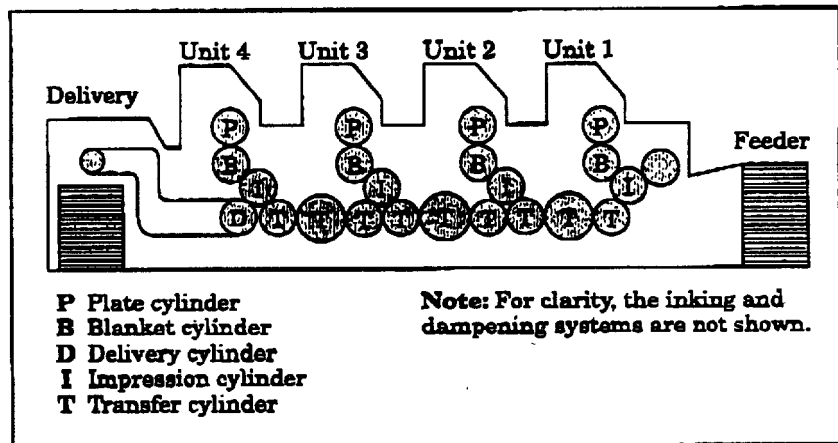 Unit 4 Unit 3 Unit 2 Unit 1
Delivery
Feeder
P P P P
B B B B
I I I I
D T T T T T T T T T
P Plate cylinder
B Blanket cylinder
D Delivery cylinder
I Impression cylinder
T Transfer cylinder
Note: For clarity, the inking and
dampening systems are not shown.